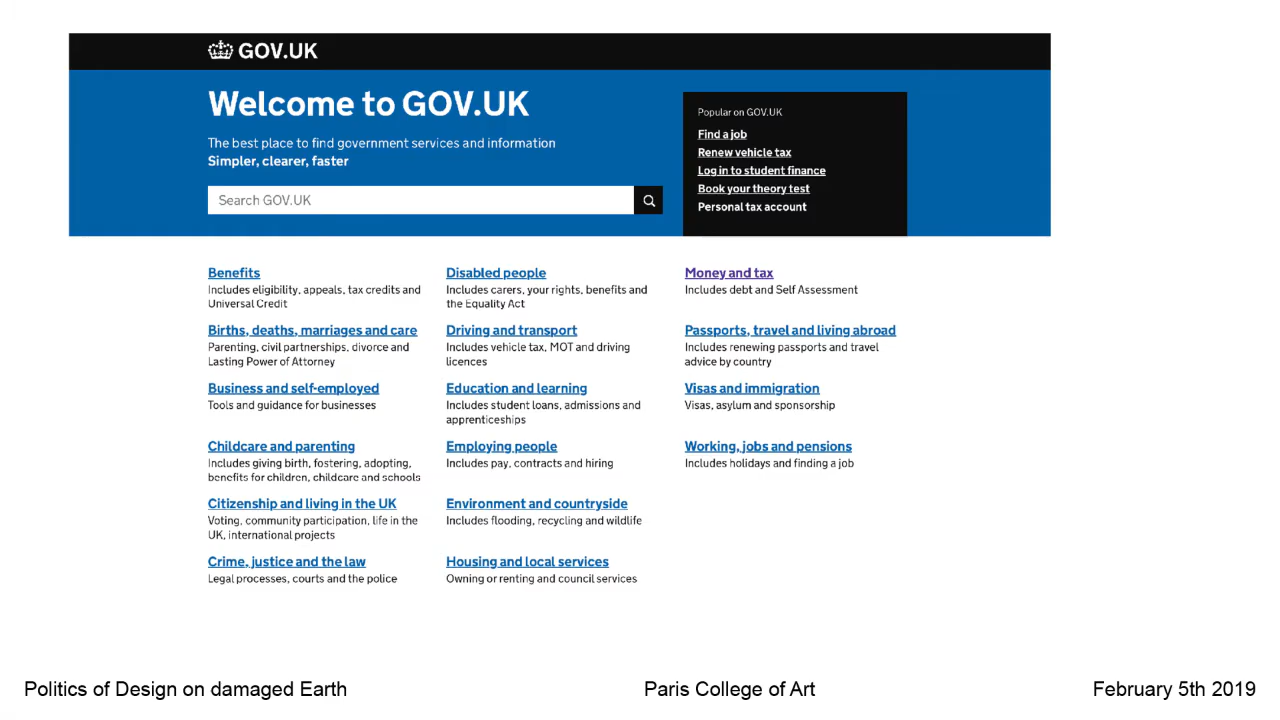 GOV.UK
Welcome to GOV.UK
The best place to find government services and information
Simpler, clearer, faster
Search GOV.UK
Popular on GOV.UK
Find a job
Renew vehicle tax
Log in to student finance
Book your theory test
Personal tax account
Benefits
Includes eligibility, appeals, tax credits and
Universal Credit
Births, deaths, marriages and care
Parenting, civil partnerships, divorce and
Lasting Power of Attorney
Business and self-employed
Tools and guidance for businesses
Childcare and parenting
Includes giving birth, fostering, adopting,
benefits for children, childcare and schools
Citizenship and living in the UK
Voting, community participation, life in the
UK, international projects
Crime, justice and the law
Legal processes, courts and the police
Disabled people
Includes carers, your rights, benefits and
the Equality Act
Driving and transport
Includes vehicle tax, MOT and driving
licences
Education and learning
Includes student loans, admissions and
apprenticeships
Employing people
Includes pay, contracts and hiring
Environment and countryside
Includes flooding, recycling and wildlife
Housing and local services
Owning or renting and council services
Money and tax
Includes debt and Self Assessment
Passports, travel and living abroad
Includes renewing passports and travel
advice by country
Visas and immigration
Visas, asylum and sponsorship
Working, jobs and pensions
Includes holidays and finding a job
Politics of Design on damaged Earth
Paris College of Art
February 5th 2019